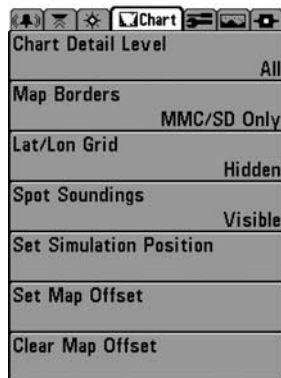 Chart
Chart Detail Level
All
Map Borders
MMC/SD Only
Lat/Lon Grid
Hidden
Spot Soundings
Visible
Set Simulation Position
Set Map Offset
Clear Map Offset